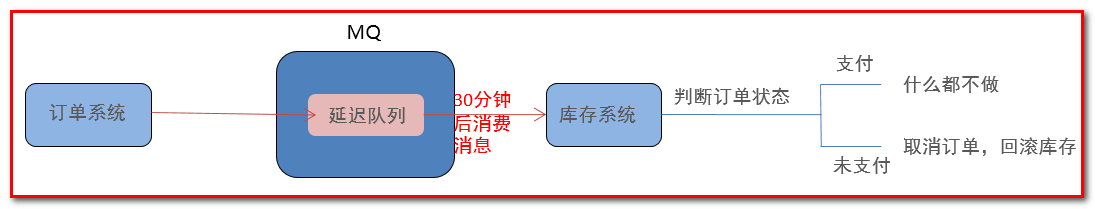 MQ
订单系统
延迟队列
30分钟
后消费
消息
库存系统
判断订单状态
支付
什么都不做
未支付
取消订单，回滚库存